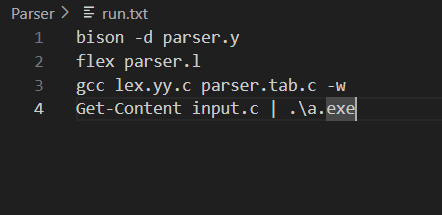 Parser > run.txt
1 bison -d parser.y
2 flex parser.l
3 gcc lex.yy.c parser.tab.c -w
4 Get-Content input.c | .\a.exe